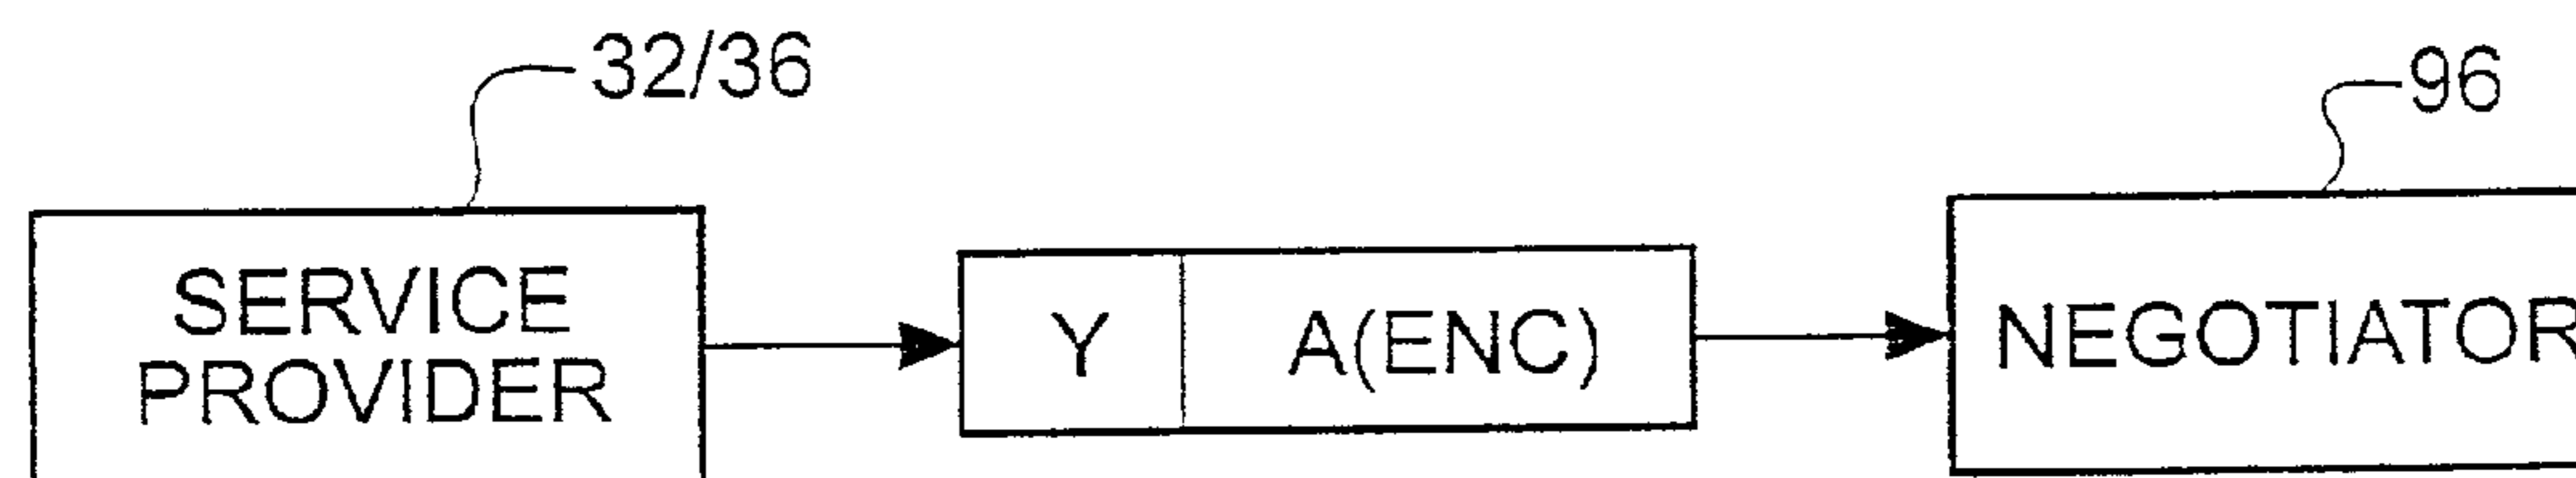 32/36
96
SERVICE
PROVIDER
Y
A(ENC)
NEGOTIATOR